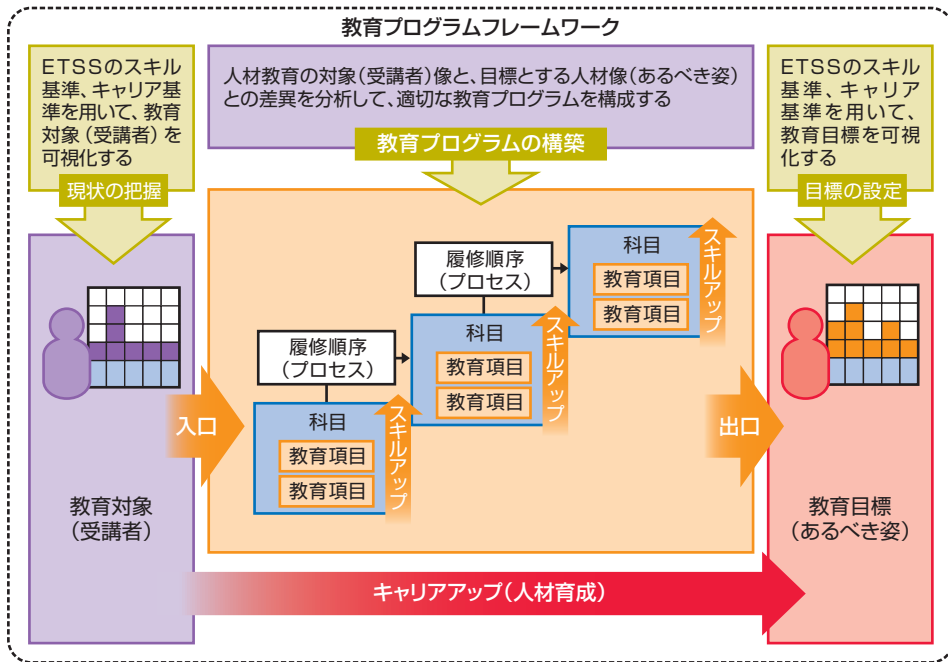 教育プログラムフレームワーク
ETSSのスキル
基準、キャリア
基準を用いて、教育
対象（受講者）を
可視化する
現状の把握
人材教育の対象（受講者）像と、目標とする人材像（あるべき姿）
との差異を分析して、適切な教育プログラムを構成する
教育プログラムの構築
ETSSのスキル
基準、キャリア
基準を用いて、
教育目標を可視
化する
目標の設定
教育対象
（受講者）
入口
履修順序
（プロセス）
科目
教育項目
教育項目
スキルアップ
履修順序
（プロセス）
科目
教育項目
教育項目
スキルアップ
科目
教育項目
教育項目
スキルアップ
出口
教育目標
（あるべき姿）
キャリアアップ（人材育成）